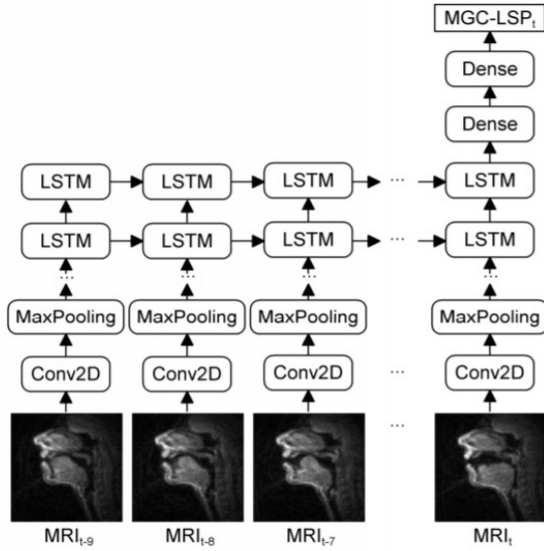 MGC-LSPt
Dense
Dense
LSTM LSTM LSTM ... LSTM
LSTM LSTM LSTM ... LSTM
... ... ... ...
MaxPooling MaxPooling MaxPooling MaxPooling
Conv2D Conv2D Conv2D ... Conv2D
...
MRIt-9 MRIt-8 MRIt-7 MRIt